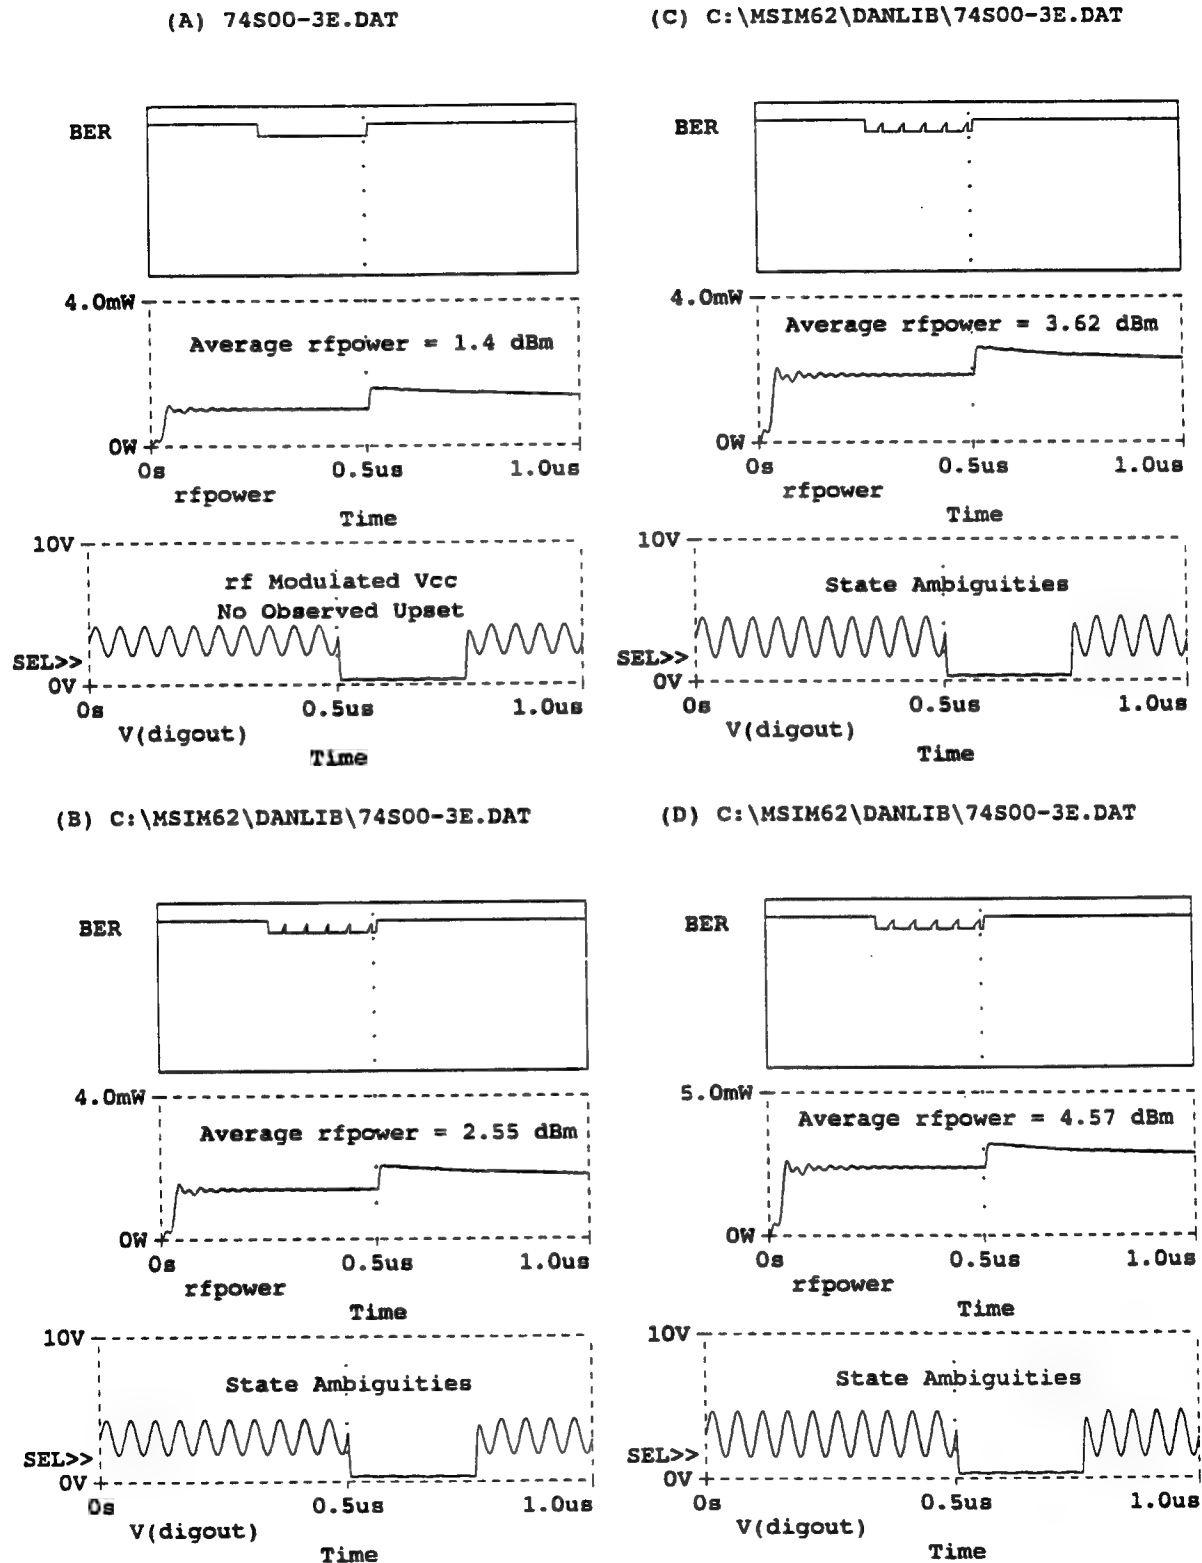 (A) 74S00-3E.DAT
BER
4.0mW
Average rfpower = 1.4 dBm
0W
0s 0.5us 1.0us
rfpower
Time
10V
rf Modulated Vcc
No Observed Upset
SEL>>
0V
0s 0.5us 1.0us
V(digout)
Time
(B) C:\MSIM62\DANLIB\74S00-3E.DAT
BER
4.0mW
Average rfpower = 2.55 dBm
0W
0s 0.5us 1.0us
rfpower
Time
10V
State Ambiguities
SEL>>
0V
0s 0.5us 1.0us
V(digout)
Time
(C) C:\MSIM62\DANLIB\74S00-3E.DAT
BER
4.0mW
Average rfpower = 3.62 dBm
0W
0s 0.5us 1.0us
rfpower
Time
10V
State Ambiguities
SEL>>
0V
0s 0.5us 1.0us
V(digout)
Time
(D) C:\MSIM62\DANLIB\74S00-3E.DAT
BER
5.0mW
Average rfpower = 4.57 dBm
0W
0s 0.5us 1.0us
rfpower
Time
10V
State Ambiguities
SEL>>
0V
0s 0.5us 1.0us
V(digout)
Time